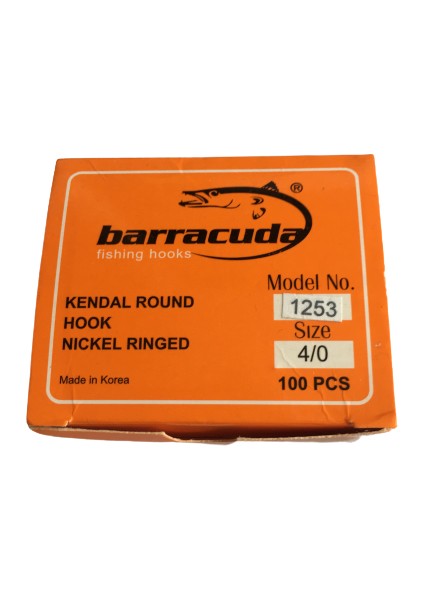 ®
barracuda
fishing hooks
Model No.
KENDAL ROUND
1253
HOOK
Size
NICKEL RINGED
4/0
Made in Korea
100 PCS